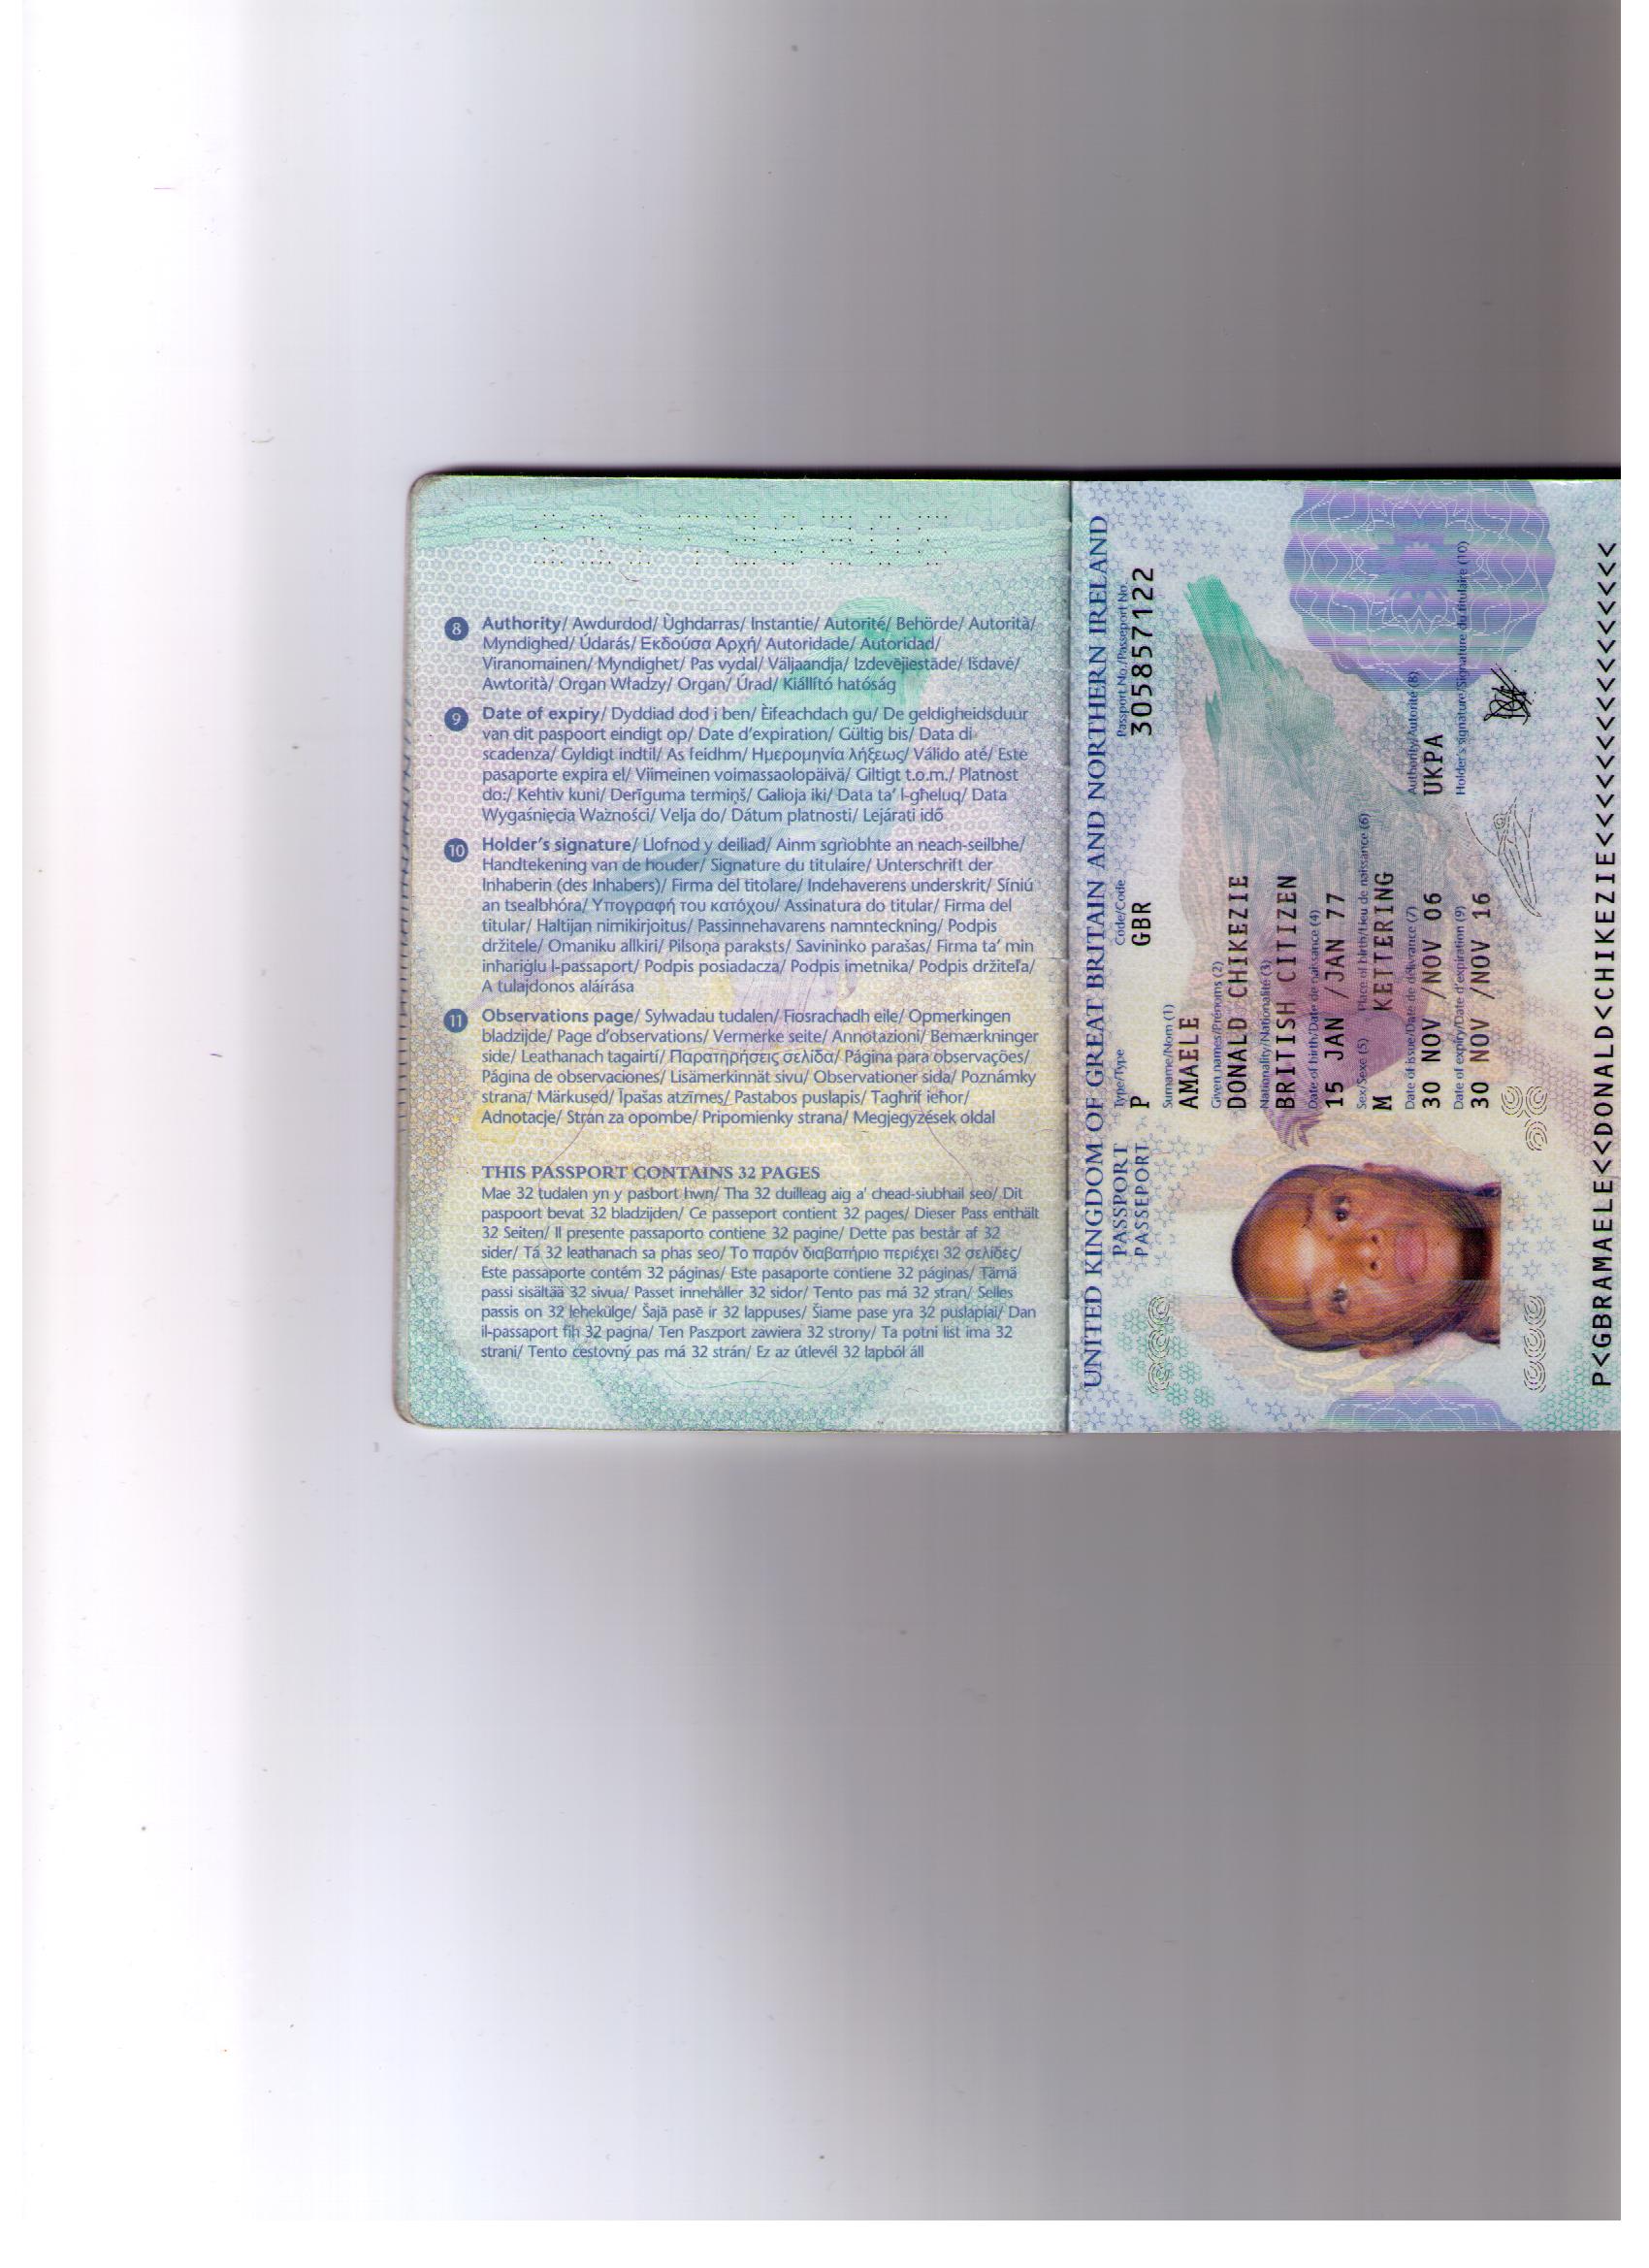 8 Authority/ Awdurdod/ Ùghdarras/ Instantie/ Autorité/ Behörde/ Autorità/
Myndighed/ Údarás/ Εκδούσα Αρχή/ Autoridade/ Autoridad/
Viranomainen/ Myndighet/ Pas vydal/ Väljaandja/ Izdevējiestāde/ Išdavė/
Awtorità/ Organ Władzy/ Organ/ Úrad/ Kiállító hatóság
9 Date of expiry/ Dyddiad dod i ben/ Èifeachdach gu/ De geldigheidsduur
van dit paspoort eindigt op/ Date d'expiration/ Gültig bis/ Data di
scadenza/ Gyldigt indtil/ As feidhm/ Ημερομηνία λήξεως/ Válido até/ Este
pasaporte expira el/ Viimeinen voimassaolopäivä/ Giltigt t.o.m./ Platnost
do:/ Kehtiv kuni/ Derīguma termiņš/ Galioja iki/ Data ta' l-għeluq/ Data
Wygaśnięcia Ważności/ Velja do/ Dátum platnosti/ Lejárati idő
10 Holder's signature/ Llofnod y deiliad/ Ainm sgrìobhte an neach-seilbhe/
Handtekening van de houder/ Signature du titulaire/ Unterschrift der
Inhaberin (des Inhabers)/ Firma del titolare/ Indehaverens underskrit/ Síniú
an tsealbhóra/ Υπογραφή του κατόχου/ Assinatura do titular/ Firma del
titular/ Haltijan nimikirjoitus/ Passinnehavarens namnteckning/ Podpis
držitele/ Omaniku allkiri/ Pilsoņa paraksts/ Savininko parašas/ Firma ta' min
inħariġlu l-passaport/ Podpis posiadacza/ Podpis imetnika/ Podpis držiteľa/
A tulajdonos aláírása
11 Observations page/ Sylwadau tudalen/ Fiosrachadh eile/ Opmerkingen
bladzijde/ Page d'observations/ Vermerke seite/ Annotazioni/ Bemærkninger
side/ Leathanach tagairtí/ Παρατηρήσεις σελίδα/ Página para observações/
Página de observaciones/ Lisämerkinnät sivu/ Observationer sida/ Poznámky
strana/ Märkused/ Īpašas atzīmes/ Pastabos puslapis/ Tagħrif ieħor/
Adnotacje/ Stran za opombe/ Pripomienky strana/ Megjegyzések oldal
THIS PASSPORT CONTAINS 32 PAGES
Mae 32 tudalen yn y pasbort hwn/ Tha 32 duilleag aig a' chead-siubhail seo/ Dit
paspoort bevat 32 bladzijden/ Ce passeport contient 32 pages/ Dieser Pass enthält
32 Seiten/ Il presente passaporto contiene 32 pagine/ Dette pas består af 32
sider/ Tá 32 leathanach sa phas seo/ Το παρόν διαβατήριο περιέχει 32 σελίδες/
Este passaporte contém 32 páginas/ Este pasaporte contiene 32 páginas/ Tämä
passi sisältää 32 sivua/ Passet innehåller 32 sidor/ Tento pas má 32 stran/ Selles
passis on 32 lehekülge/ Šajā pasē ir 32 lappuses/ Šiame pase yra 32 puslapiai/ Dan
il-passaport fih 32 paġna/ Ten Paszport zawiera 32 strony/ Ta potni list ima 32
strani/ Tento cestovný pas má 32 strán/ Ez az útlevél 32 lapból áll
UNITED KINGDOM OF GREAT BRITAIN AND NORTHERN IRELAND
PASSPORT Type/Type Code/Code Passport No./Passeport No.
PASSEPORT P GBR 305857122
Surname/Nom (1)
AMAELE
Given names/Prénoms (2)
DONALD CHIKEZIE
Nationality/Nationalité (3)
BRITISH CITIZEN
Date of birth/Date de naissance (4)
15 JAN /JAN 77
Sex/Sexe (5) Place of birth/Lieu de naissance (6)
M KETTERING
Date of issue/Date de délivrance (7) Authority/Autorité (8)
30 NOV /NOV 06 UKPA
Date of expiry/Date d'expiration (9) Holder's signature/Signature du titulaire (10)
30 NOV /NOV 16
P<GBRAMAELE<<DONALD<CHIKEZIE<<<<<<<<<<<<<<<<